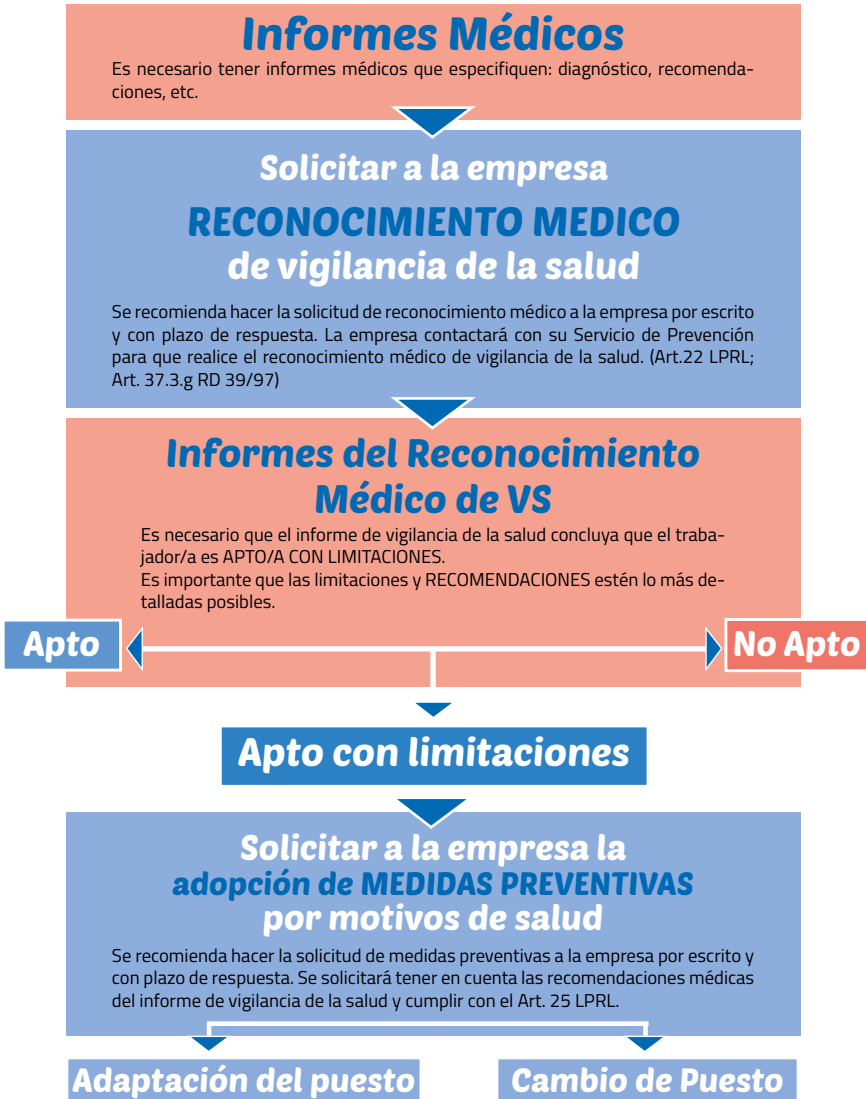 Informes Médicos
Es necesario tener informes médicos que especifiquen: diagnóstico, recomenda-
ciones, etc.
Solicitar a la empresa
RECONOCIMIENTO MEDICO
de vigilancia de la salud
Se recomienda hacer la solicitud de reconocimiento médico a la empresa por escrito
y con plazo de respuesta. La empresa contactará con su Servicio de Prevención
para que realice el reconocimiento médico de vigilancia de la salud. (Art.22 LPRL;
Art. 37.3.g RD 39/97)
Informes del Reconocimiento
Médico de VS
Es necesario que el informe de vigilancia de la salud concluya que el traba-
jador/a es APTO/A CON LIMITACIONES.
Es importante que las limitaciones y RECOMENDACIONES estén lo más de-
talladas posibles.
Apto
No Apto
Apto con limitaciones
Solicitar a la empresa la
adopción de MEDIDAS PREVENTIVAS
por motivos de salud
Se recomienda hacer la solicitud de medidas preventivas a la empresa por escrito y
con plazo de respuesta. Se solicitará tener en cuenta las recomendaciones médicas
del informe de vigilancia de la salud y cumplir con el Art. 25 LPRL.
Adaptación del puesto
Cambio de Puesto